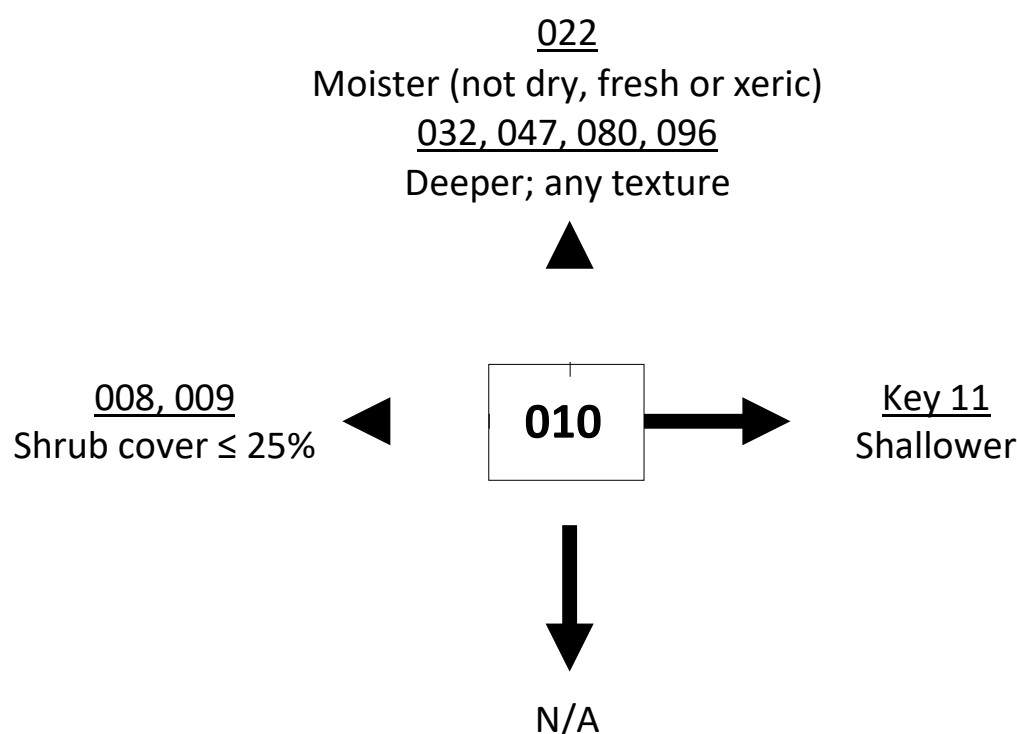 022
Moister (not dry, fresh or xeric)
032, 047, 080, 096
Deeper; any texture
008, 009
Shrub cover ≤ 25%
010
Key 11
Shallower
N/A